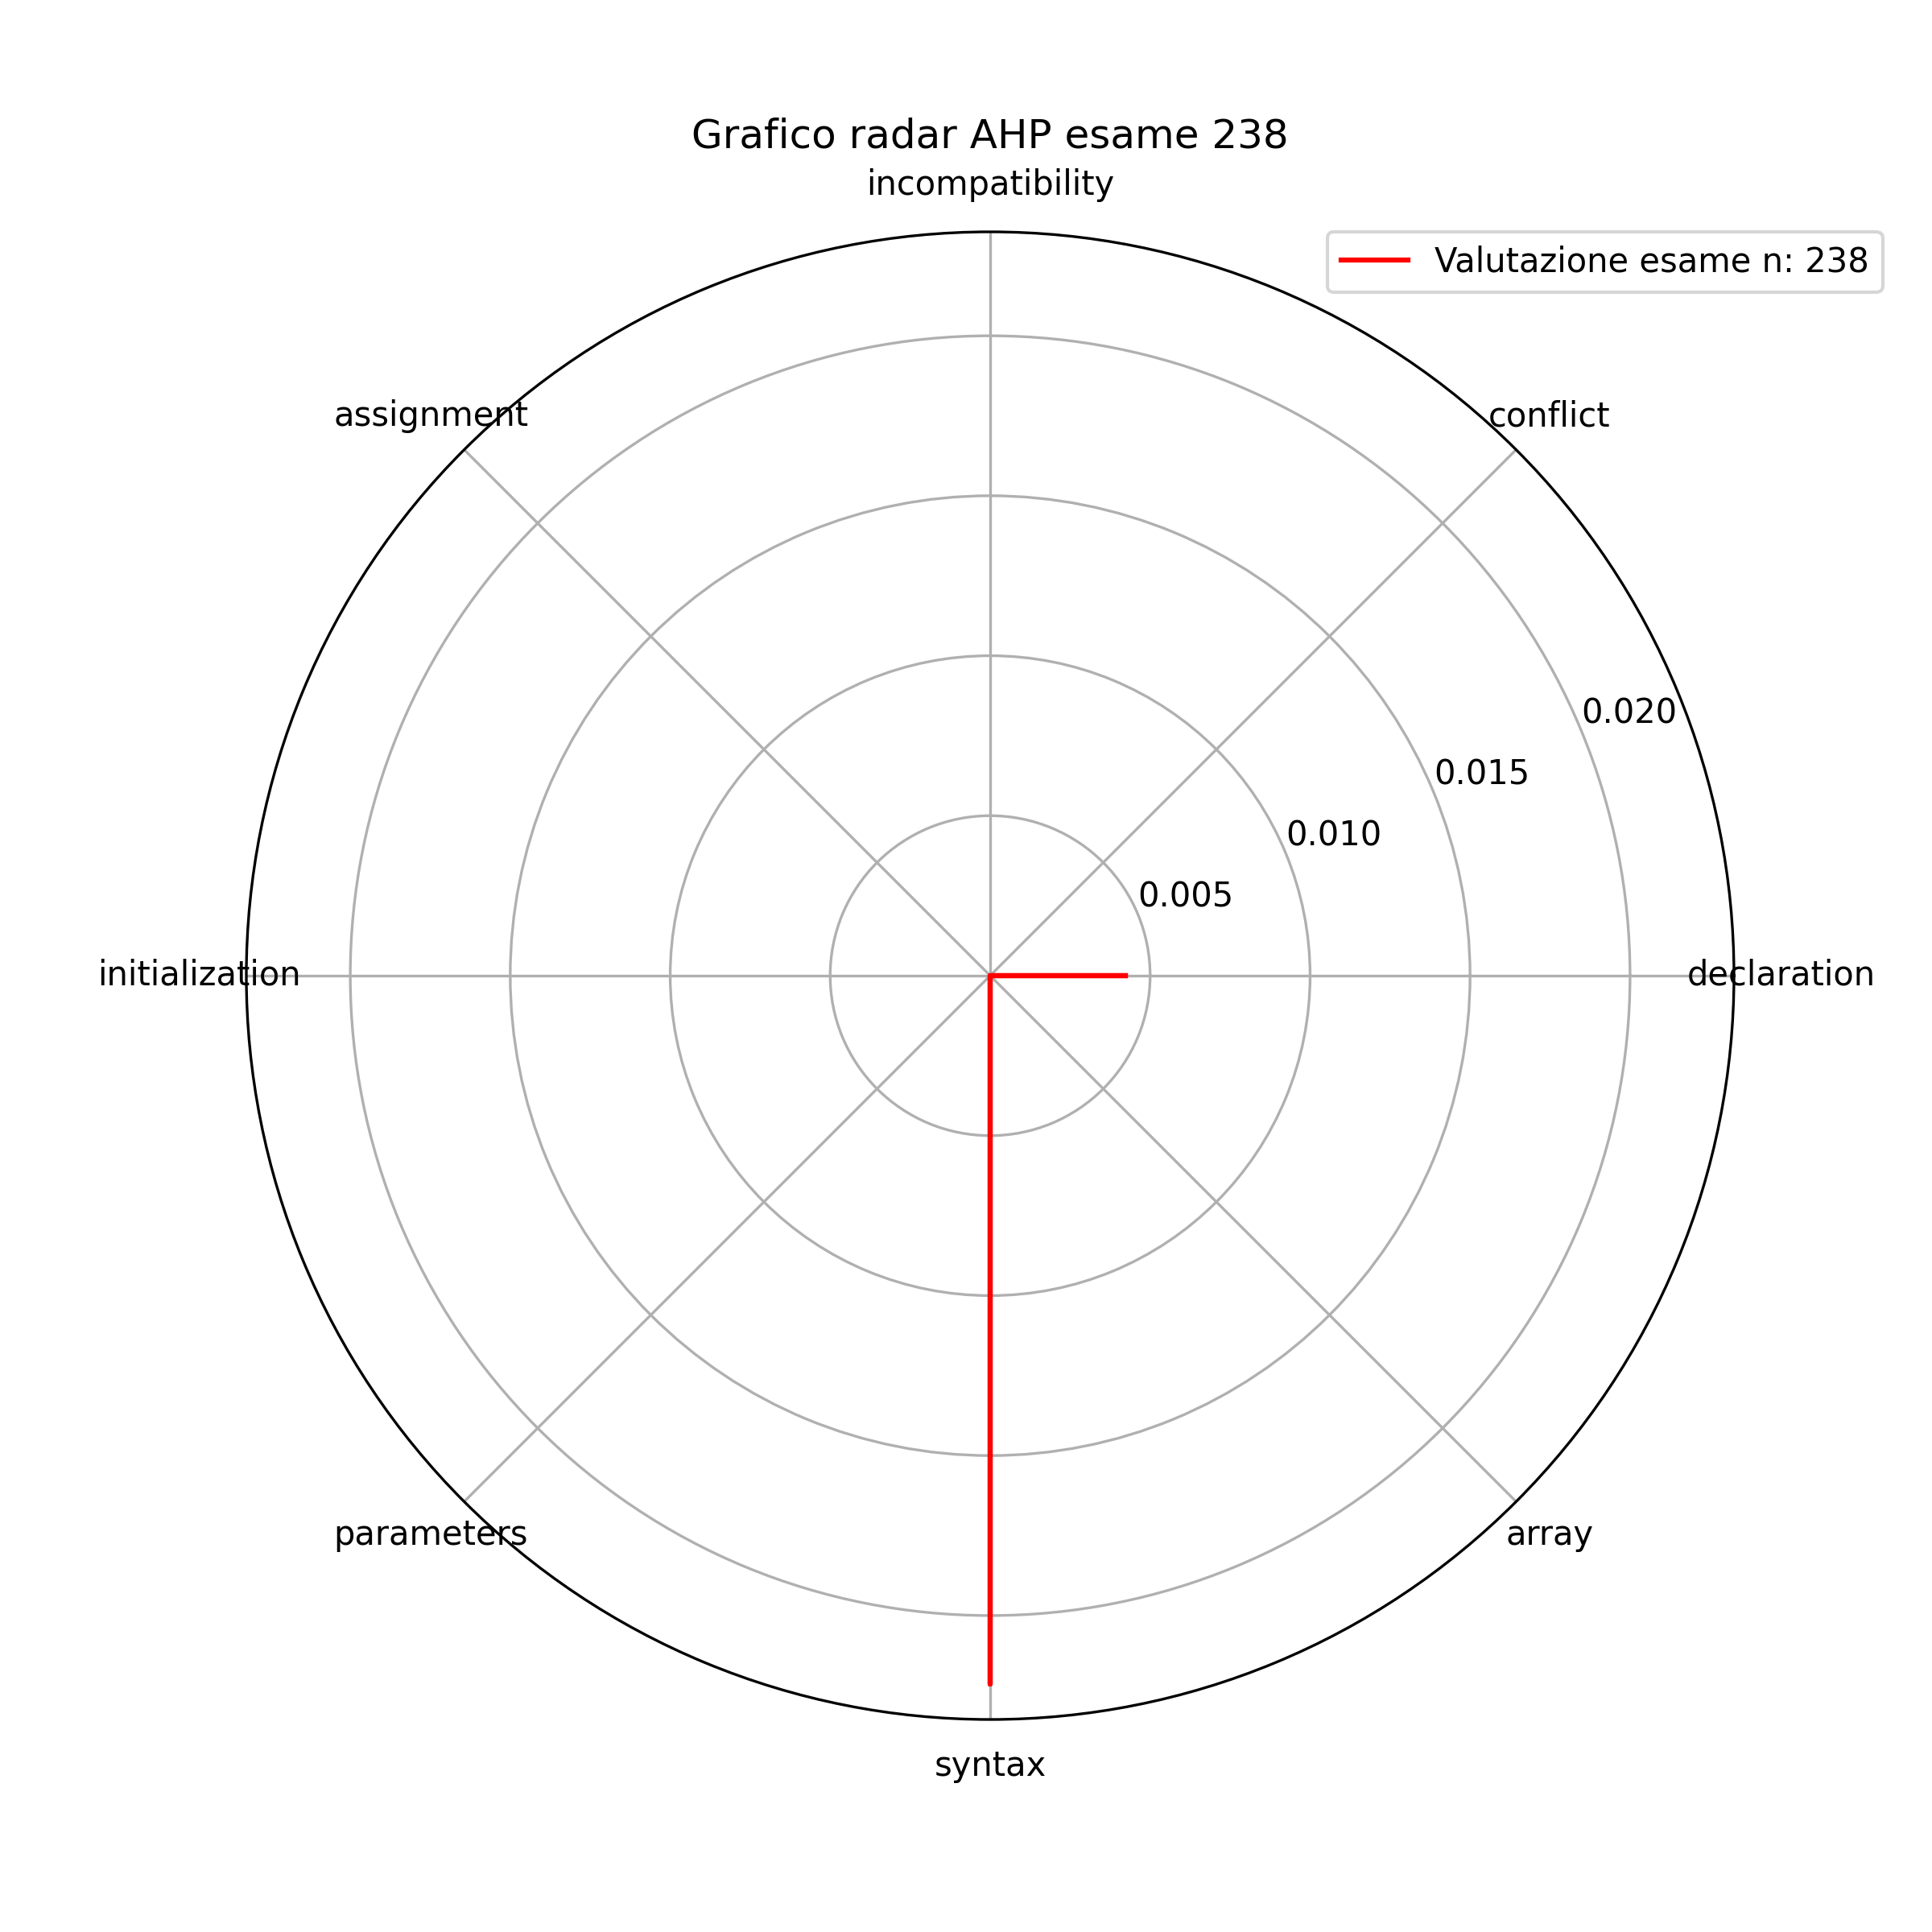 Grafico radar AHP esame 238
incompatibility
Valutazione esame n: 238
assignment
conflict
0.020
0.015
0.010
0.005
initialization
declaration
parameters
array
syntax